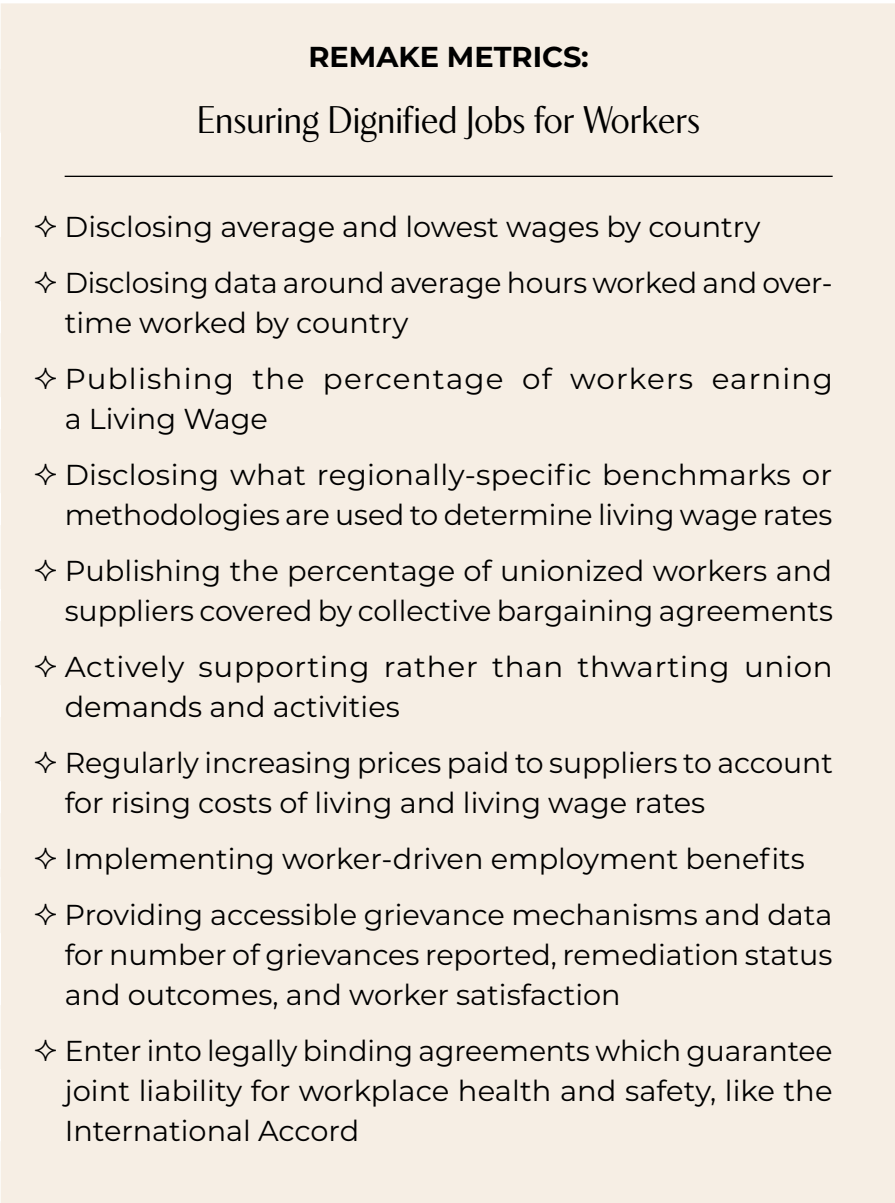 REMAKE METRICS:
Ensuring Dignified Jobs for Workers
✧ Disclosing average and lowest wages by country
✧ Disclosing data around average hours worked and over-
time worked by country
✧ Publishing the percentage of workers earning
a Living Wage
✧ Disclosing what regionally-specific benchmarks or
methodologies are used to determine living wage rates
✧ Publishing the percentage of unionized workers and
suppliers covered by collective bargaining agreements
✧ Actively supporting rather than thwarting union
demands and activities
✧ Regularly increasing prices paid to suppliers to account
for rising costs of living and living wage rates
✧ Implementing worker-driven employment benefits
✧ Providing accessible grievance mechanisms and data
for number of grievances reported, remediation status
and outcomes, and worker satisfaction
✧ Enter into legally binding agreements which guarantee
joint liability for workplace health and safety, like the
International Accord